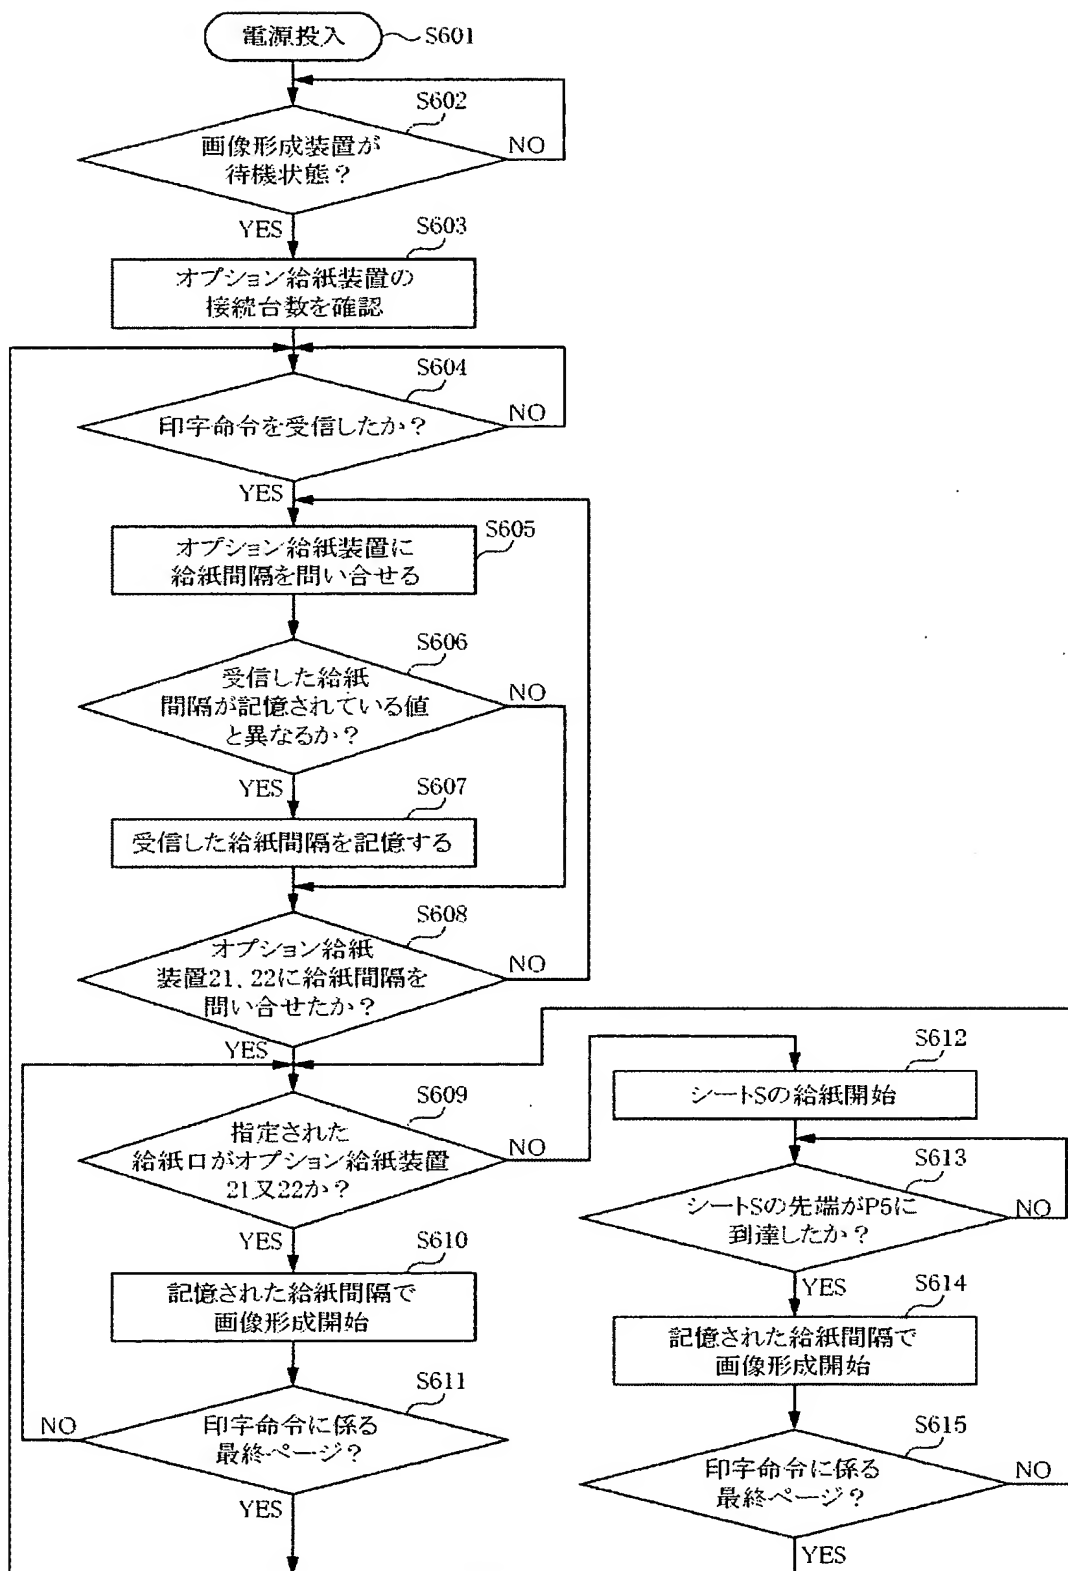 電源投入
S601
S602
画像形成装置が
待機状態？
NO
YES
S603
オプション給紙装置の
接続台数を確認
S604
印字命令を受信したか？
NO
YES
S605
オプション給紙装置に
給紙間隔を問い合せる
S606
受信した給紙
間隔が記憶されている値
と異なるか？
NO
YES
S607
受信した給紙間隔を記憶する
S608
オプション給紙
装置21、22に給紙間隔を
問い合せたか？
NO
YES
S609
指定された
給紙口がオプション給紙装置
21又22か？
NO
YES
S610
記憶された給紙間隔で
画像形成開始
S611
印字命令に係る
最終ページ？
NO
YES
S612
シートSの給紙開始
S613
シートSの先端がP5に
到達したか？
NO
YES
S614
記憶された給紙間隔で
画像形成開始
S615
印字命令に係る
最終ページ？
NO
YES